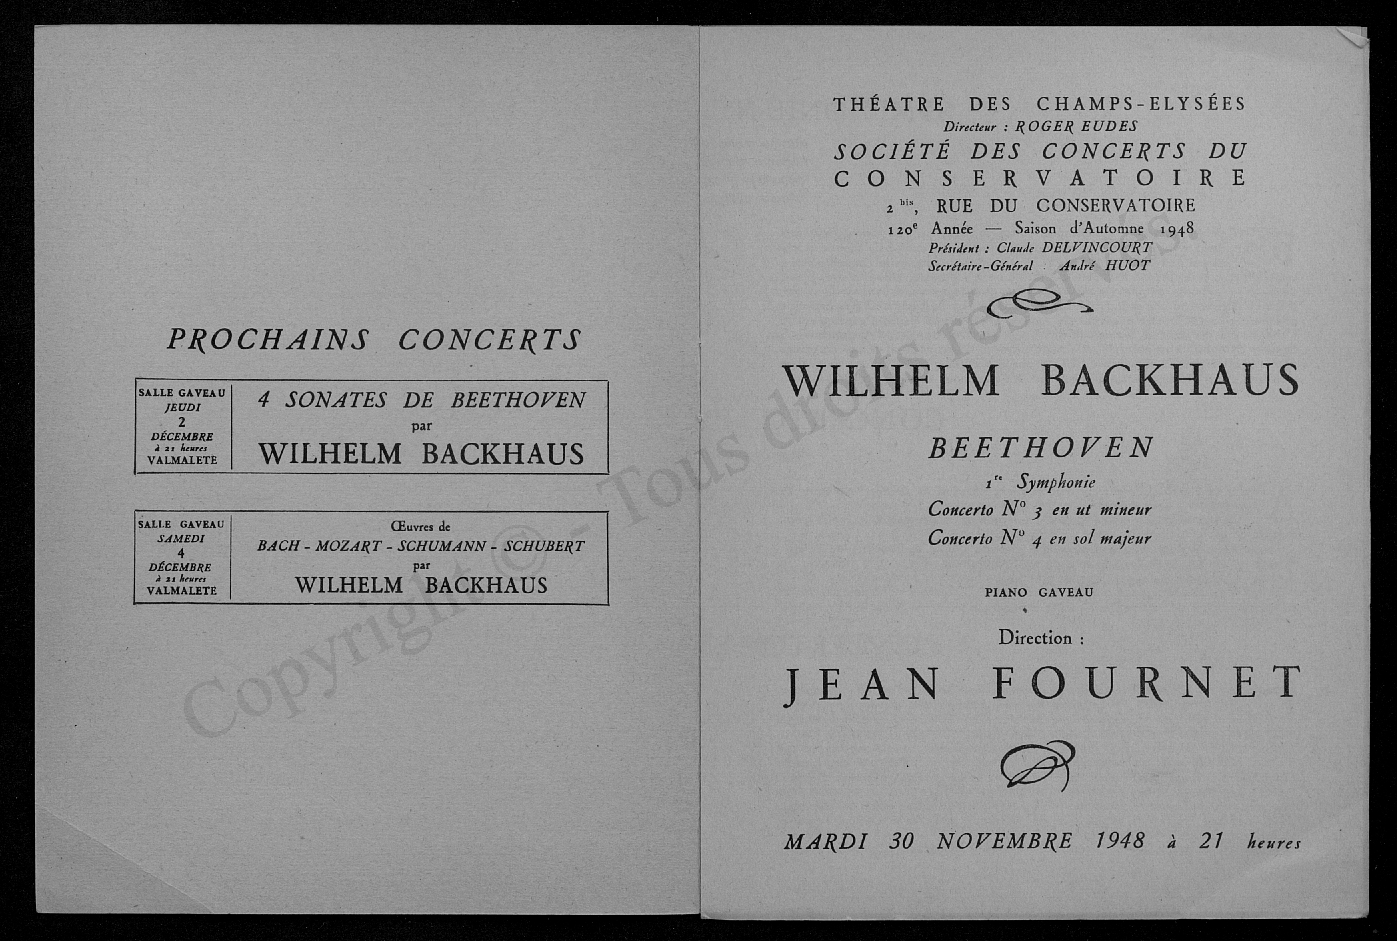 PROCHAINS CONCERTS
SALLE GAVEAU
JEUDI
2
DÉCEMBRE
à 21 heures
VALMALETE
4 SONATES DE BEETHOVEN
par
WILHELM BACKHAUS
SALLE GAVEAU
SAMEDI
4
DÉCEMBRE
à 21 heures
VALMALETE
Œuvres de
BACH - MOZART - SCHUMANN - SCHUBERT
par
WILHELM BACKHAUS
THÉATRE DES CHAMPS-ELYSÉES
Directeur : ROGER EUDES
SOCIÉTÉ DES CONCERTS DU
CONSERVATOIRE
2 bis, RUE DU CONSERVATOIRE
120e Année — Saison d'Automne 1948
Président : Claude DELVINCOURT
Secrétaire-Général · André HUOT
WILHELM BACKHAUS
BEETHOVEN
1re Symphonie
Concerto No 3 en ut mineur
Concerto No 4 en sol majeur
PIANO GAVEAU
Direction :
JEAN FOURNET
MARDI 30 NOVEMBRE 1948 à 21 heures
Copyright © - Tous droits réservés.